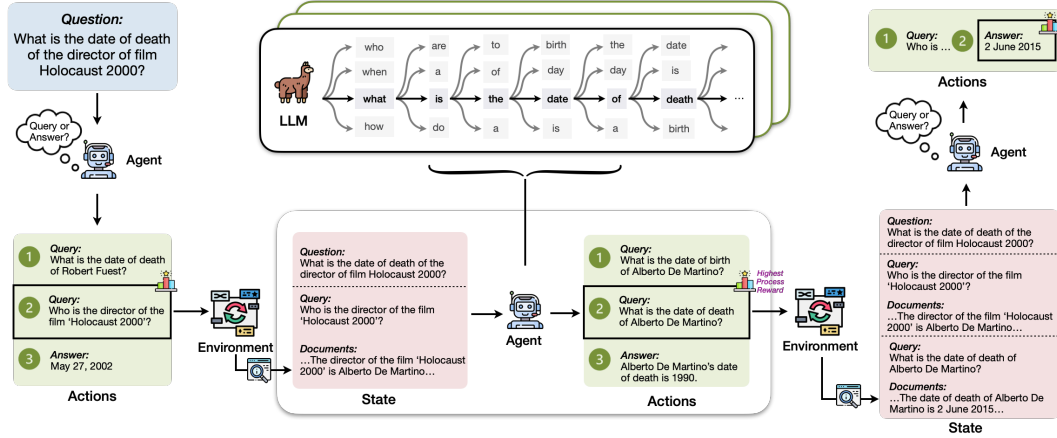 Question:
What is the date of death
of the director of film
Holocaust 2000?
Query or
Answer?
Agent
1
Query:
What is the date of death
of Robert Fuest?
2
Query:
Who is the director of the
film ‘Holocaust 2000’?
3
Answer:
May 27, 2002
Actions
Environment
LLM
who are to birth the date
when a of day day is
what is the date of death ...
how do a is a birth
Question:
What is the date of death of the
director of film Holocaust 2000?
Query:
Who is the director of the film
‘Holocaust 2000’?
Documents:
…The director of the film ‘Holocaust
2000’ is Alberto De Martino…
State
Agent
1
Query:
What is the date of birth
of Alberto De Martino?
2
Query:
What is the date of death
of Alberto De Martino?
3
Answer:
Alberto De Martino’s date
of death is 1990.
Actions
Highest
Process
Reward
Environment
Question:
What is the date of death of the
director of film Holocaust 2000?
Query:
Who is the director of the film
‘Holocaust 2000’?
Documents:
…The director of the film ‘Holocaust
2000’ is Alberto De Martino…
Query:
What is the date of death of
Alberto De Martino?
Documents:
…The date of death of Alberto De
Martino is 2 June 2015…
State
Query or
Answer?
Agent
1
Query:
Who is …
2
Answer:
2 June 2015
Actions